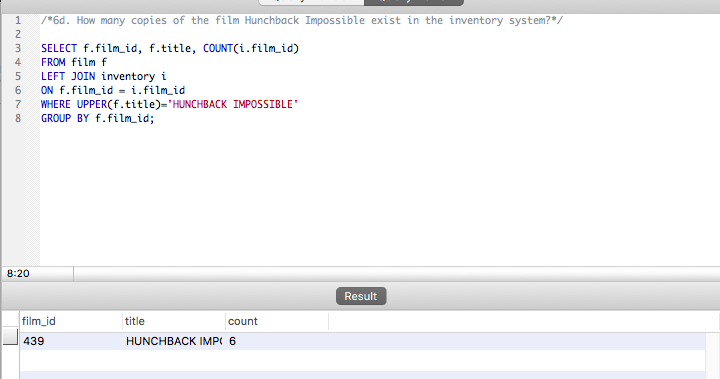 1 /*6d. How many copies of the film Hunchback Impossible exist in the inventory system?*/
2
3 SELECT f.film_id, f.title, COUNT(i.film_id)
4 FROM film f
5 LEFT JOIN inventory i
6 ON f.film_id = i.film_id
7 WHERE UPPER(f.title)='HUNCHBACK IMPOSSIBLE'
8 GROUP BY f.film_id;
8:20
Result
film_id title count
439 HUNCHBACK IMP( 6